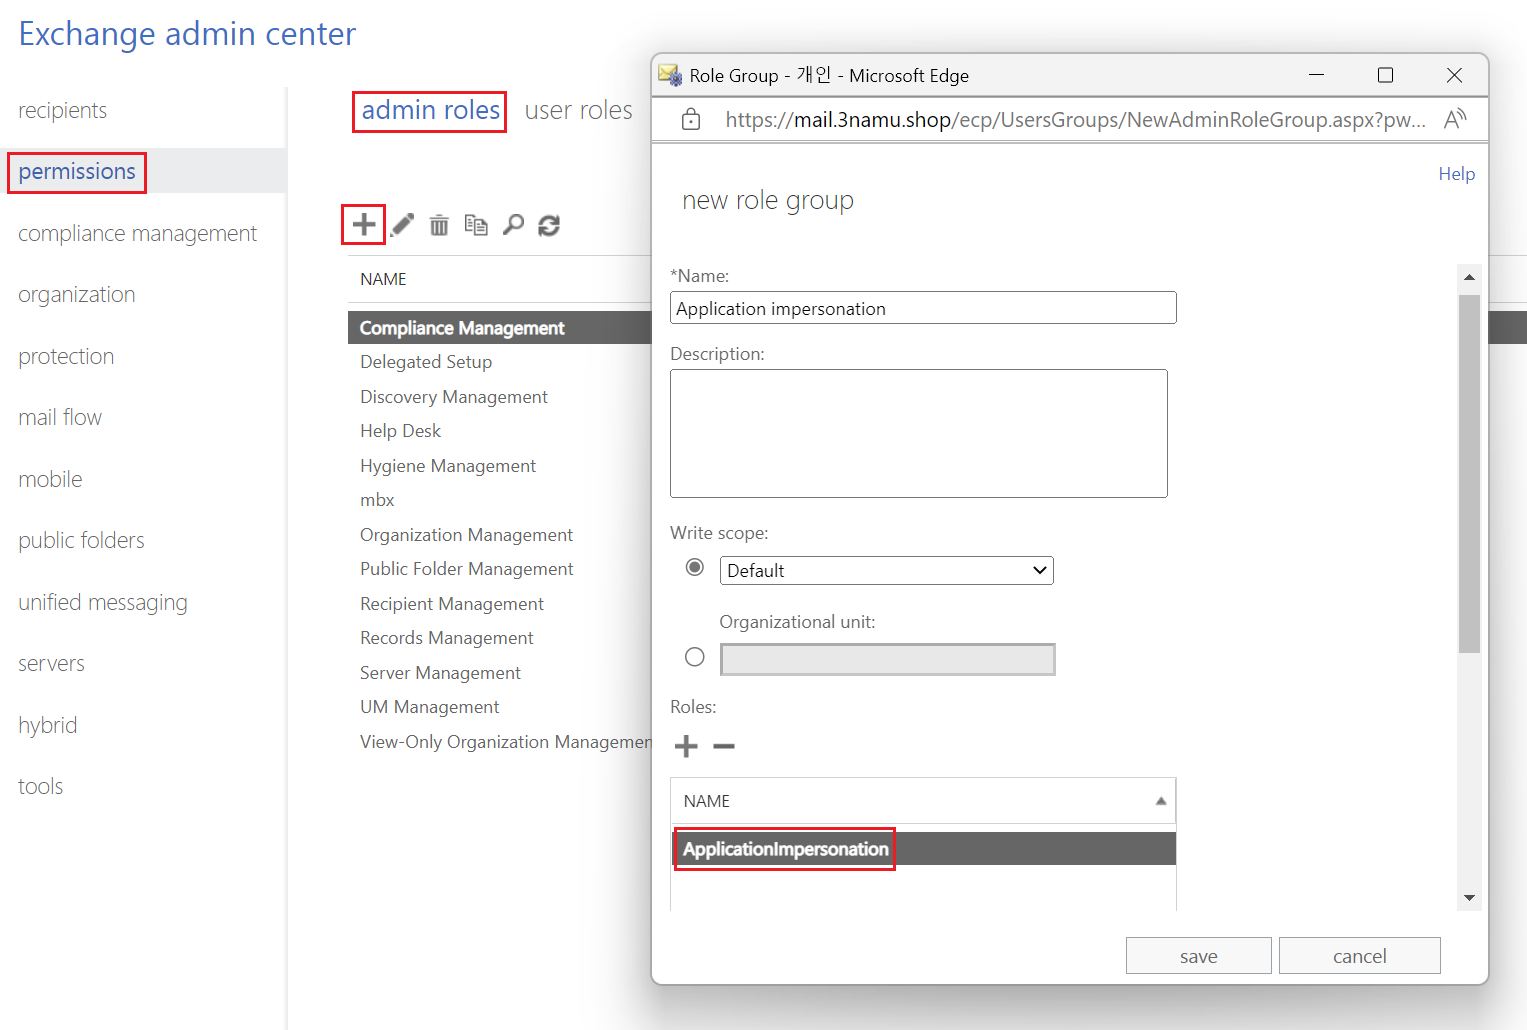 Exchange admin center
recipients
permissions
compliance management
organization
protection
mail flow
mobile
public folders
unified messaging
servers
hybrid
tools
admin roles user roles
NAME
Compliance Management
Delegated Setup
Discovery Management
Help Desk
Hygiene Management
mbx
Organization Management
Public Folder Management
Recipient Management
Records Management
Server Management
UM Management
View-Only Organization Managemen
Role Group - 개인 - Microsoft Edge
https://mail.3namu.shop/ecp/UsersGroups/NewAdminRoleGroup.aspx?pw...
Help
new role group
*Name:
Application impersonation
Description:
Write scope:
Default
Organizational unit:
Roles:
NAME
ApplicationImpersonation
save cancel